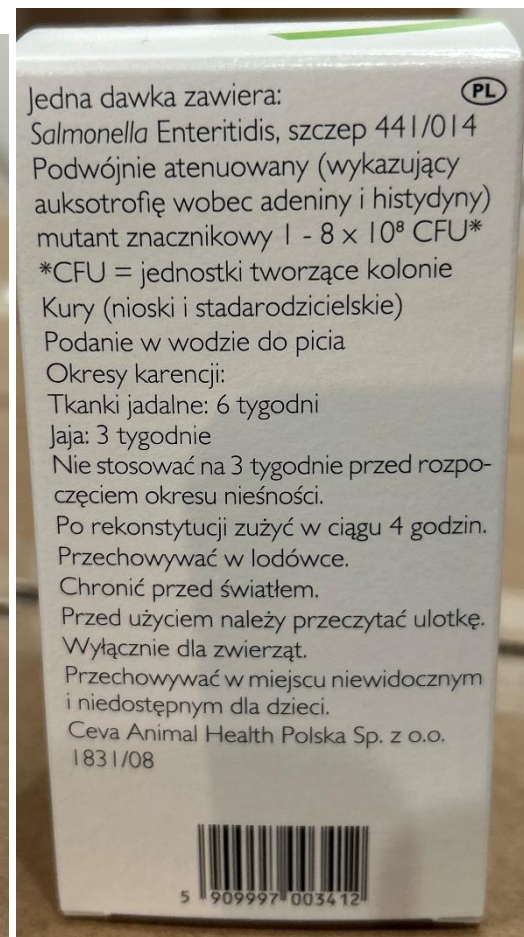 Jedna dawka zawiera:
PL
Salmonella Enteritidis, szczep 441/014
Podwójnie atenuowany (wykazujący
auksotrofię wobec adeniny i histydyny)
mutant znacznikowy 1 - 8 x 10⁸ CFU*
*CFU = jednostki tworzące kolonie
Kury (nioski i stadarodzicielskie)
Podanie w wodzie do picia
Okresy karencji:
Tkanki jadalne: 6 tygodni
Jaja: 3 tygodnie
Nie stosować na 3 tygodnie przed rozpo-
częciem okresu nieśności.
Po rekonstytucji zużyć w ciągu 4 godzin.
Przechowywać w lodówce.
Chronić przed światłem.
Przed użyciem należy przeczytać ulotkę.
Wyłącznie dla zwierząt.
Przechowywać w miejscu niewidocznym
i niedostępnym dla dzieci.
Ceva Animal Health Polska Sp. z o.o.
1831/08
5 909997 003412